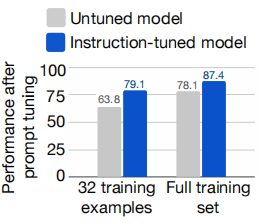 Untuned model
Instruction-tuned model
Performance after
prompt tuning
100
75
50
25
0
63.8
79.1
78.1
87.4
32 training
examples
Full training
set